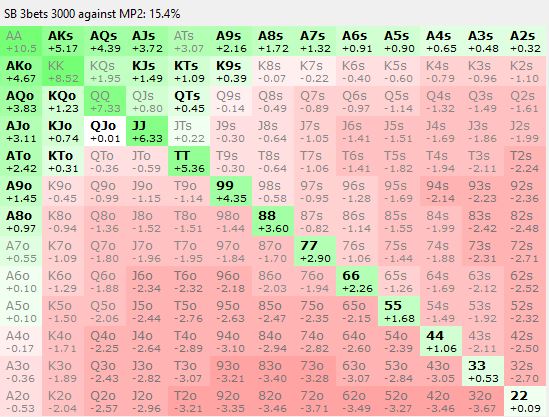 SB 3bets 3000 against MP2: 15.4%
AA AKs AQs AJs ATs A9s A8s A7s A6s A5s A4s A3s A2s
+10.5 +5.17 +4.39 +3.72 +3.07 +2.16 +1.72 +1.32 +0.91 +0.90 +0.65 +0.48 +0.32
AKo KK KQs KJs KTs K9s K8s K7s K6s K5s K4s K3s K2s
+4.67 +8.52 +1.95 +1.49 +1.09 +0.39 -0.07 -0.22 -0.40 -0.60 -0.79 -0.96 -1.10
AQo KQo QQ QJs QTs Q9s Q8s Q7s Q6s Q5s Q4s Q3s Q2s
+3.83 +1.23 +7.33 +0.80 +0.45 -0.14 -0.49 -0.89 -0.97 -1.14 -1.32 -1.49 -1.61
AJo KJo QJo JJ JTs J9s J8s J7s J6s J5s J4s J3s J2s
+3.11 +0.74 +0.01 +6.33 +0.22 -0.30 -0.64 -1.05 -1.41 -1.51 -1.69 -1.86 -1.99
ATo KTo QTo JTo TT T9s T8s T7s T6s T5s T4s T3s T2s
+2.42 +0.31 -0.36 -0.59 +5.36 -0.30 -0.64 -1.06 -1.41 -1.82 -1.94 -2.11 -2.24
A9o K9o Q9o J9o T9o 99 98s 97s 96s 95s 94s 93s 92s
+1.45 -0.45 -0.99 -1.15 -1.14 +4.35 -0.58 -0.95 -1.28 -1.69 -2.14 -2.23 -2.36
A8o K8o Q8o J8o T8o 98o 88 87s 86s 85s 84s 83s 82s
+0.97 -0.94 -1.36 -1.52 -1.51 -1.44 +3.60 -0.82 -1.14 -1.55 -1.99 -2.42 -2.48
A7o K7o Q7o J7o T7o 97o 87o 77 76s 75s 74s 73s 72s
+0.55 -1.09 -1.80 -1.96 -1.95 -1.84 -1.70 +2.90 -1.06 -1.44 -1.88 -2.31 -2.71
A6o K6o Q6o J6o T6o 96o 86o 76o 66 65s 64s 63s 62s
+0.10 -1.29 -1.88 -2.34 -2.32 -2.18 -2.03 -1.94 +2.26 -1.26 -1.69 -2.12 -2.52
A5o K5o Q5o J5o T5o 95o 85o 75o 65o 55 54s 53s 52s
+0.10 -1.50 -2.06 -2.44 -2.76 -2.63 -2.47 -2.35 -2.15 +1.68 -1.49 -1.92 -2.32
A4o K4o Q4o J4o T4o 94o 84o 74o 64o 54o 44 43s 42s
-0.17 -1.71 -2.25 -2.64 -2.89 -3.10 -2.94 -2.82 -2.60 -2.39 +1.06 -2.11 -2.50
A3o K3o Q3o J3o T3o 93o 83o 73o 63o 53o 43o 33 32s
-0.36 -1.89 -2.43 -2.82 -3.07 -3.21 -3.40 -3.28 -3.07 -2.84 -3.05 +0.53 -2.70
A2o K2o Q2o J2o T2o 92o 82o 72o 62o 52o 42o 32o 22
-0.53 -2.04 -2.57 -2.96 -3.21 -3.35 -3.46 -3.71 -3.49 -3.27 -3.46 -3.67 +0.09